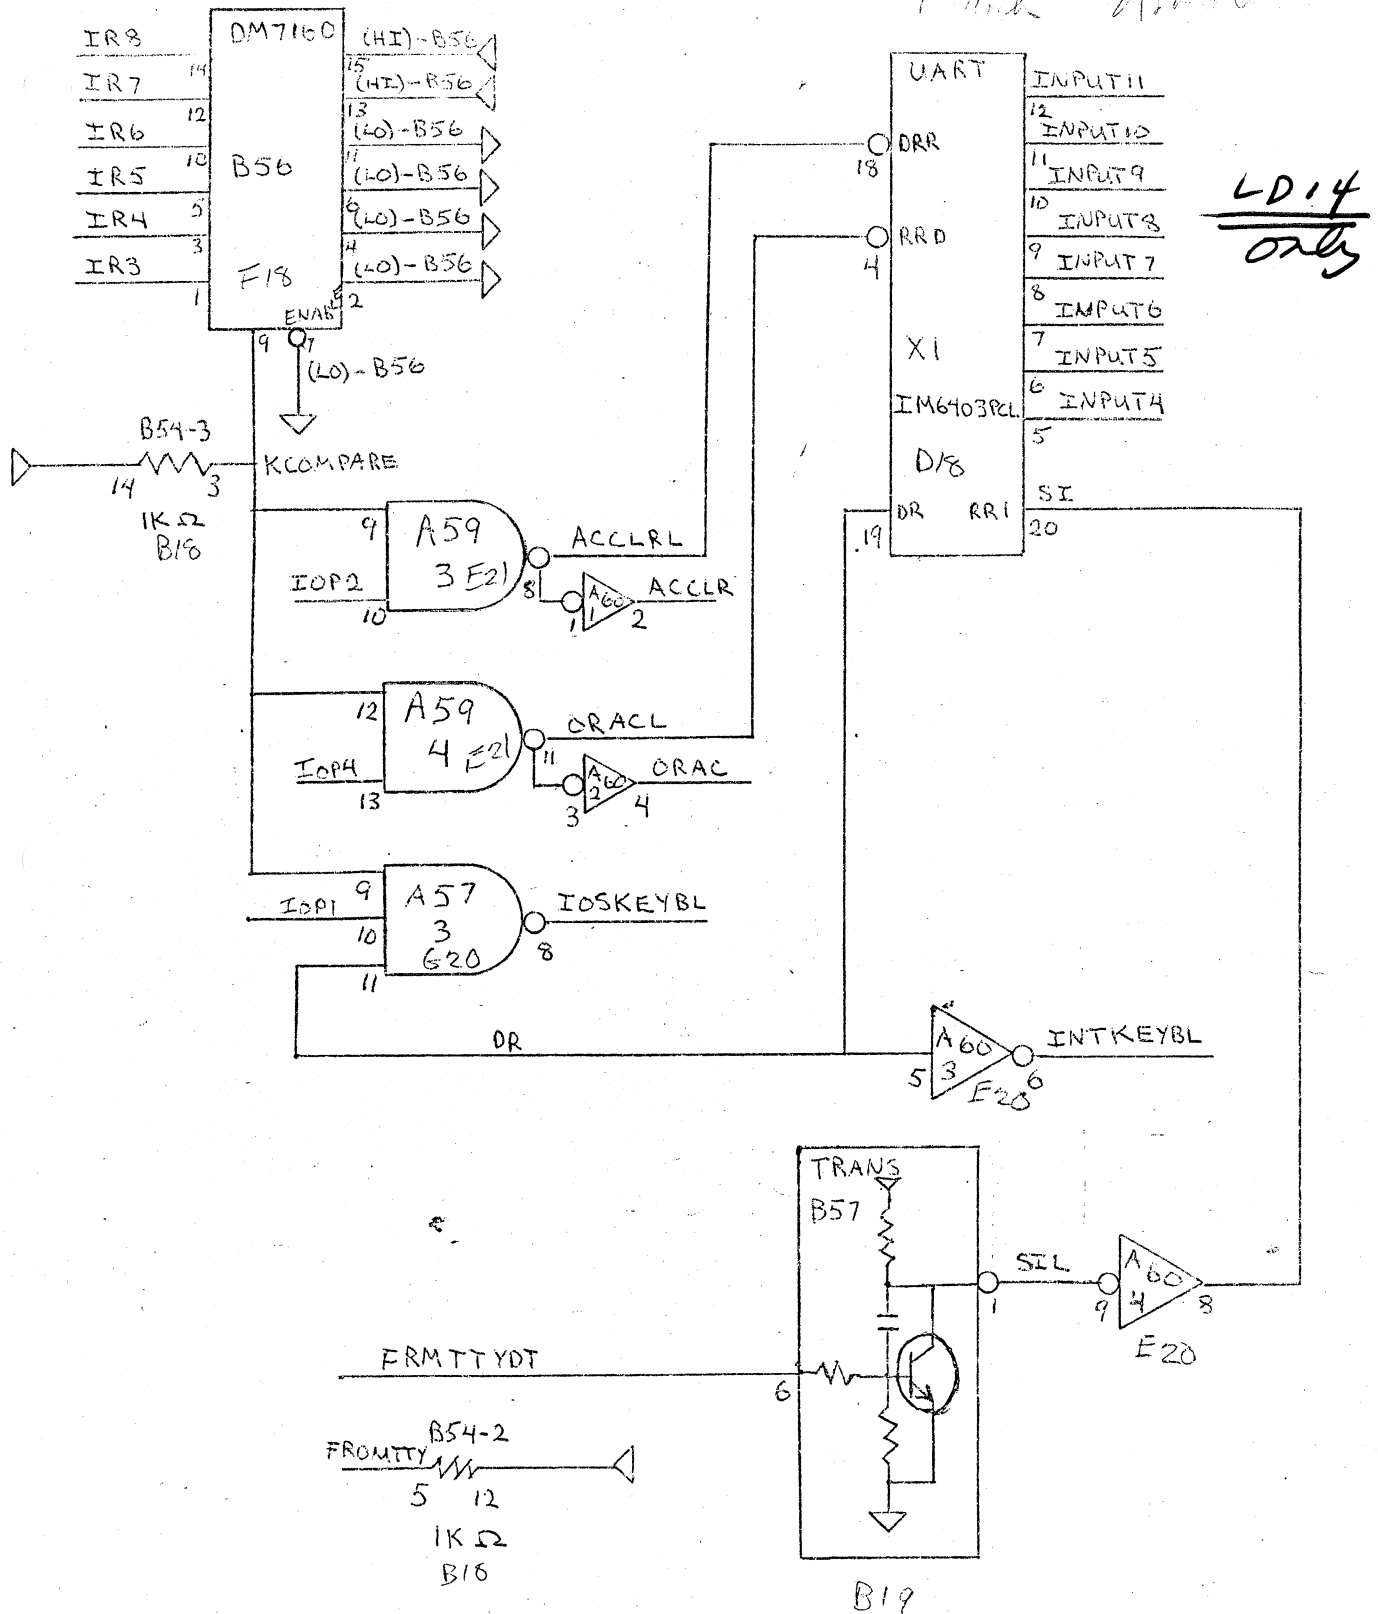 DM7160
IR8
14
(HI)-B56
15
IR7
12
(HI)-B56
13
IR6
10
(LO)-B56
11
B56
IR5
5
(LO)-B56
6
IR4
3
(LO)-B56
4
IR3
1
(LO)-B56
2
F18
ENAB
9
7
(LO)-B56
B54-3
14
3
KCOMPARE
1KΩ
B18
UART
INPUT11
12
INPUT10
11
INPUT9
10
INPUT8
9
INPUT7
8
INPUT6
7
INPUT5
6
INPUT4
5
DRR
18
RRD
4
X1
IM6403PCL
D18
DR
RRI
19
SI
20
LD14
only
9
A59
3 E21
IOP2
10
8
ACCLRL
A60
1
1
2
ACCLR
12
A59
4 E21
IOP4
13
11
ORACL
A60
2
3
4
ORAC
9
A57
3
G20
IOP1
10
11
8
IOSKEYBL
DR
5
A60
3
6
INTKEYBL
E20
TRANS
B57
1
SIL
9
A60
4
8
E20
FRMTTYDT
6
B54-2
FROMTTY
5
12
1KΩ
B18
B19